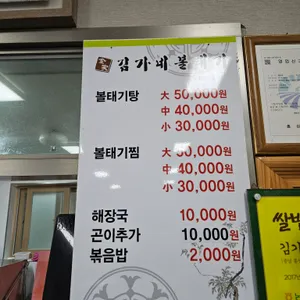 김가네볼태기
볼태기탕 大 50,000원
中 40,000원
小 30,000원
볼태기찜 大 50,000원
中 40,000원
小 30,000원
해장국 10,000원
곤이추가 10,000원
볶음밥 2,000원